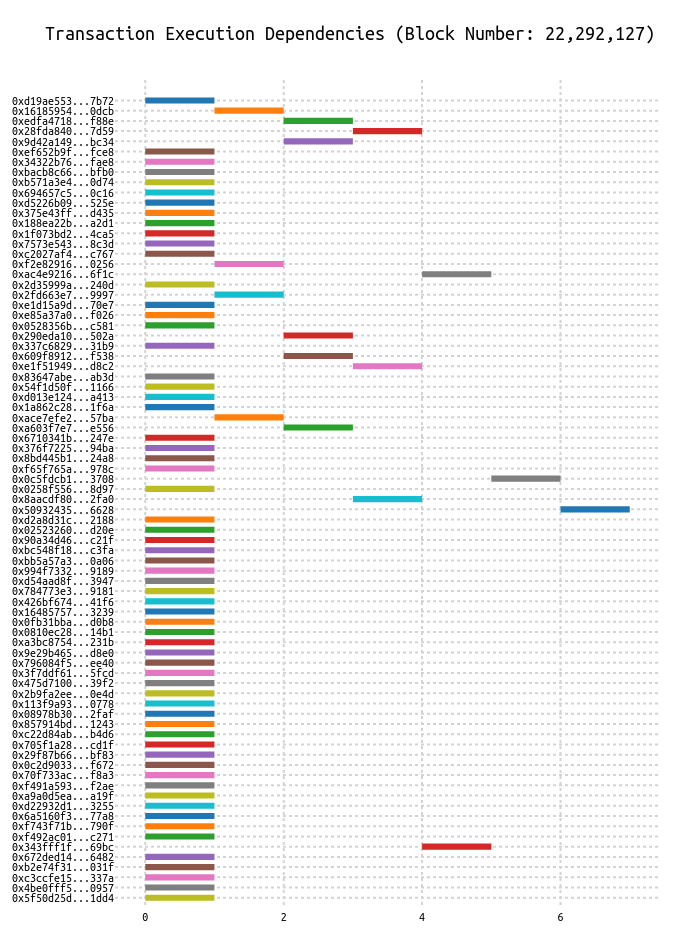 Transaction Execution Dependencies (Block Number: 22,292,127)
0xd19ae553...7b72
0x16185954...0dcb
0xedfa4718...f88e
0x28fda840...7d59
0x9d42a149...bc34
0xef652b9f...fce8
0x34322b76...fae8
0xbacb8c66...bfb0
0xb571a3e4...0d74
0x694657c5...0c16
0xd5226b09...525e
0x375e43ff...d435
0x188ea22b...a2d1
0x1f073bd2...4ca5
0x7573e543...8c3d
0xc2027af4...c767
0xf2e82916...0256
0xac4e9216...6f1c
0x2d35999a...240d
0x2fd663e7...9997
0xe1d15a9d...70e7
0xe85a37a0...f026
0x0528356b...c581
0x290eda10...502a
0x337c6829...31b9
0x609f8912...f538
0xe1f51949...d8c2
0x83647abe...ab3d
0x54f1d50f...1166
0xd013e124...a413
0x1a862c28...1f6a
0xace7efe2...57ba
0xa603f7e7...e556
0x6710341b...247e
0x376f7225...94ba
0x8bd445b1...24a8
0xf65f765a...978c
0x0c5fdcb1...3708
0x0258f556...8d97
0x8aacdf80...2fa0
0x50932435...6628
0xd2a8d31c...2188
0x02523260...d20e
0x90a34d46...c21f
0xbc548f18...c3fa
0xbb5a57a3...0a06
0x994f7332...9189
0xd54aad8f...3947
0x784773e3...9181
0x426bf674...41f6
0x16485757...3239
0x0fb31bba...d0b8
0x0810ec28...14b1
0xa3bc8754...231b
0x9e29b465...d8e0
0x796084f5...ee40
0x3f7ddf61...5fcd
0x475d7100...39f2
0x2b9fa2ee...0e4d
0x113f9a93...0778
0x08978b30...2faf
0x857914bd...1243
0xc22d84ab...b4d6
0x705f1a28...cd1f
0x29f87b66...bf83
0x0c2d9033...f672
0x70f733ac...f8a3
0xf491a593...f2ae
0xa9a0d5ea...a19f
0xd22932d1...3255
0x6a5160f3...77a8
0xf743f71b...790f
0xf492ac01...c271
0x343fff1f...69bc
0x672ded14...6482
0xb2e74f31...031f
0xc3ccfe15...337a
0x4be0fff5...0957
0x5f50d25d...1dd4
0 2 4 6